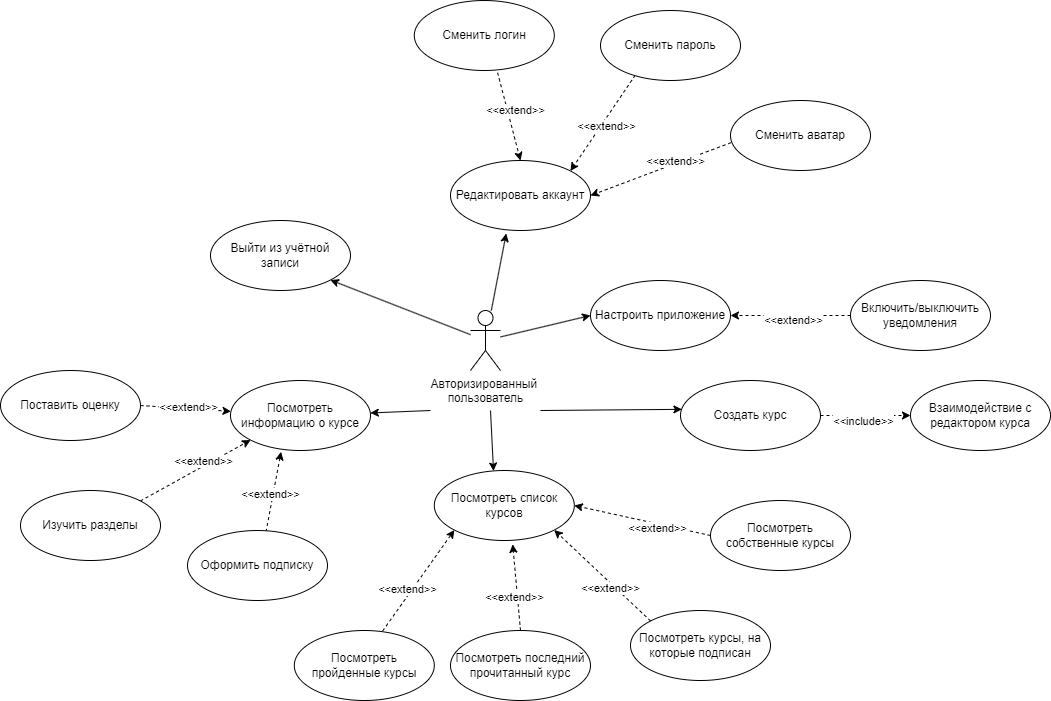 Сменить логин
Сменить пароль
<<extend>>
<<extend>>
Сменить аватар
<<extend>>
Редактировать аккаунт
Выйти из учётной
записи
Настроить приложение
<<extend>>
Включить/выключить
уведомления
Авторизированный
пользователь
Поставить оценку
<<extend>>
Посмотреть
информацию о курсе
Создать курс
<<include>>
Взаимодействие с
редактором курса
<<extend>>
Изучить разделы
<<extend>>
Оформить подписку
Посмотреть список
курсов
<<extend>>
Посмотреть
собственные курсы
<<extend>>
<<extend>>
<<extend>>
Посмотреть
пройденные курсы
Посмотреть последний
прочитанный курс
Посмотреть курсы, на
которые подписан